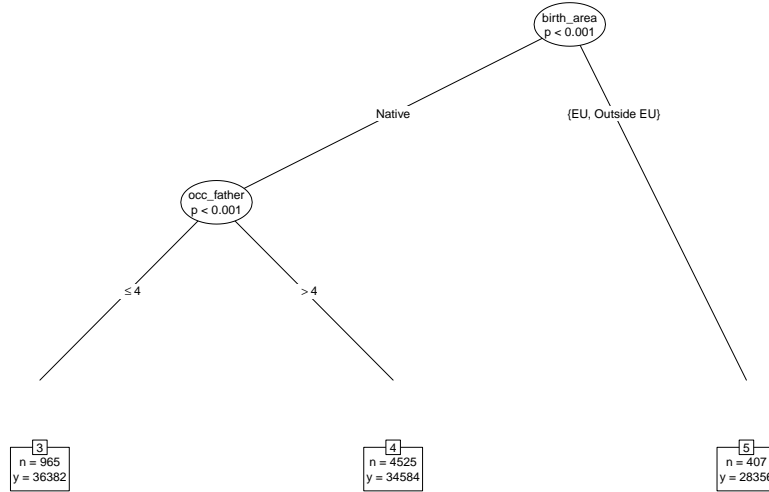 birth_area
p < 0.001
Native
{EU, Outside EU}
occ_father
p < 0.001
≤ 4
> 4
3
n = 965
y = 36382
4
n = 4525
y = 34584
5
n = 407
y = 28356